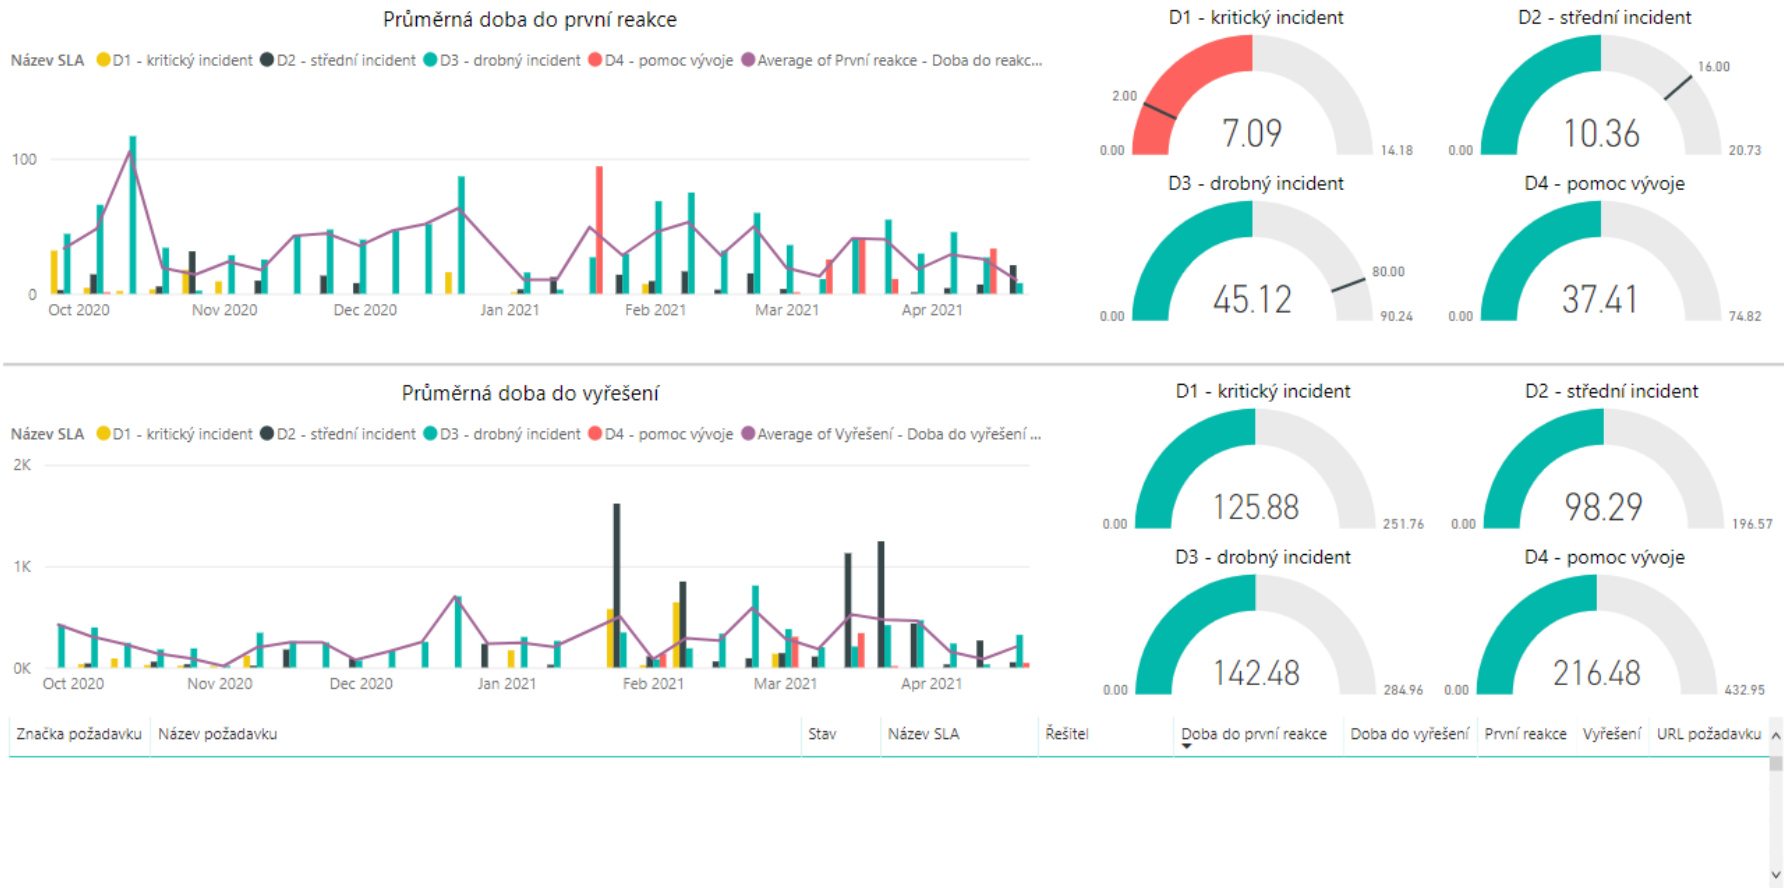 Průměrná doba do první reakce
Název SLA D1 - kritický incident D2 - střední incident D3 - drobný incident D4 - pomoc vývoje Average of První reakce - Doba do reakc...
100
0
Oct 2020 Nov 2020 Dec 2020 Jan 2021 Feb 2021 Mar 2021 Apr 2021
D1 - kritický incident
2.00
7.09
0.00 14.18
D2 - střední incident
16.00
10.36
0.00 20.73
D3 - drobný incident
80.00
45.12
0.00 90.24
D4 - pomoc vývoje
37.41
0.00 74.82
Průměrná doba do vyřešení
Název SLA D1 - kritický incident D2 - střední incident D3 - drobný incident D4 - pomoc vývoje Average of Vyřešení - Doba do vyřešení ...
2K
1K
0K
Oct 2020 Nov 2020 Dec 2020 Jan 2021 Feb 2021 Mar 2021 Apr 2021
D1 - kritický incident
125.88
0.00 251.76
D2 - střední incident
98.29
0.00 196.57
D3 - drobný incident
142.48
0.00 284.96
D4 - pomoc vývoje
216.48
0.00 432.95
Značka požadavku Název požadavku Stav Název SLA Řešitel Doba do první reakce Doba do vyřešení První reakce Vyřešení URL požadavku